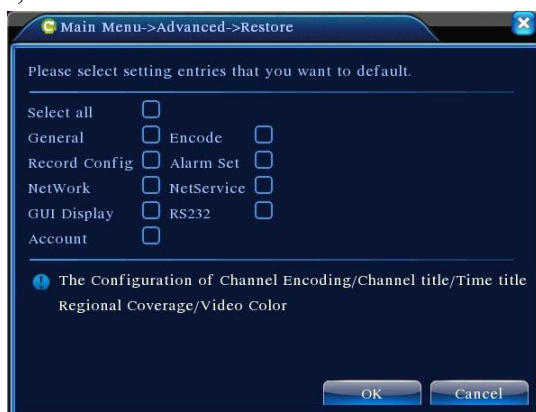 Main Menu->Advanced->Restore
Please select setting entries that you want to default.
Select all
General Encode
Record Config Alarm Set
NetWork NetService
GUI Display RS232
Account
The Configuration of Channel Encoding/Channel title/Time title
Regional Coverage/Video Color
OK Cancel